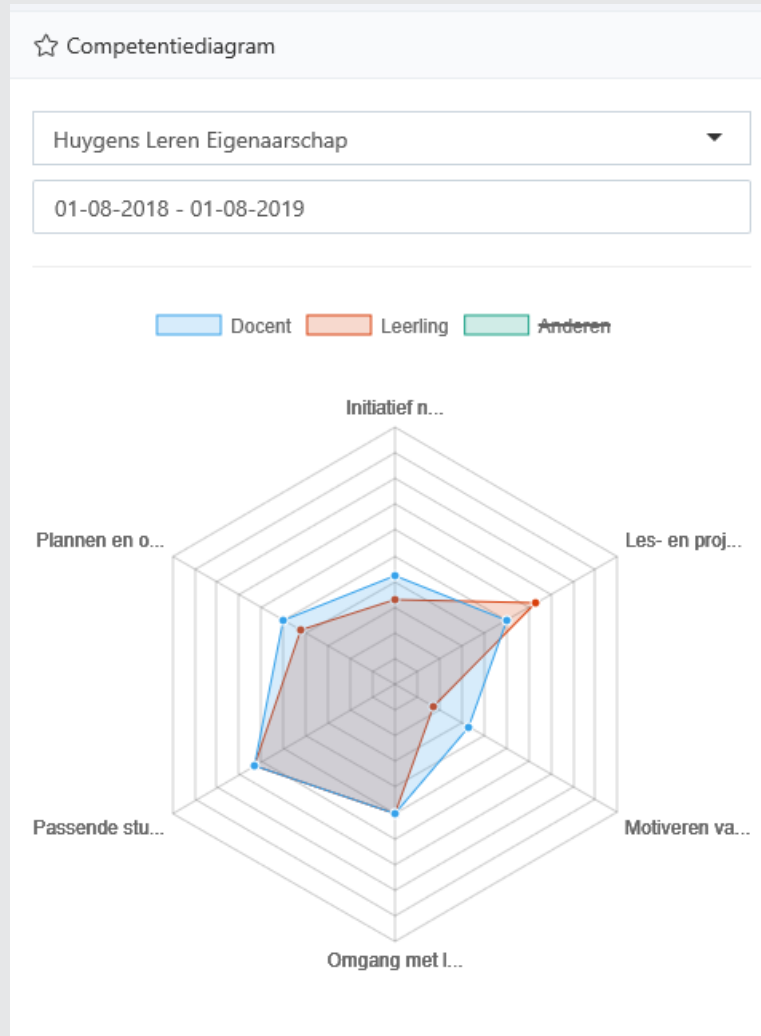 Competentiediagram
Huygens Leren Eigenaarschap
01-08-2018 - 01-08-2019
Docent Leerling Anderen
Initiatief n...
Plannen en o... Les- en proj...
Passende stu... Motiveren va...
Omgang met l...